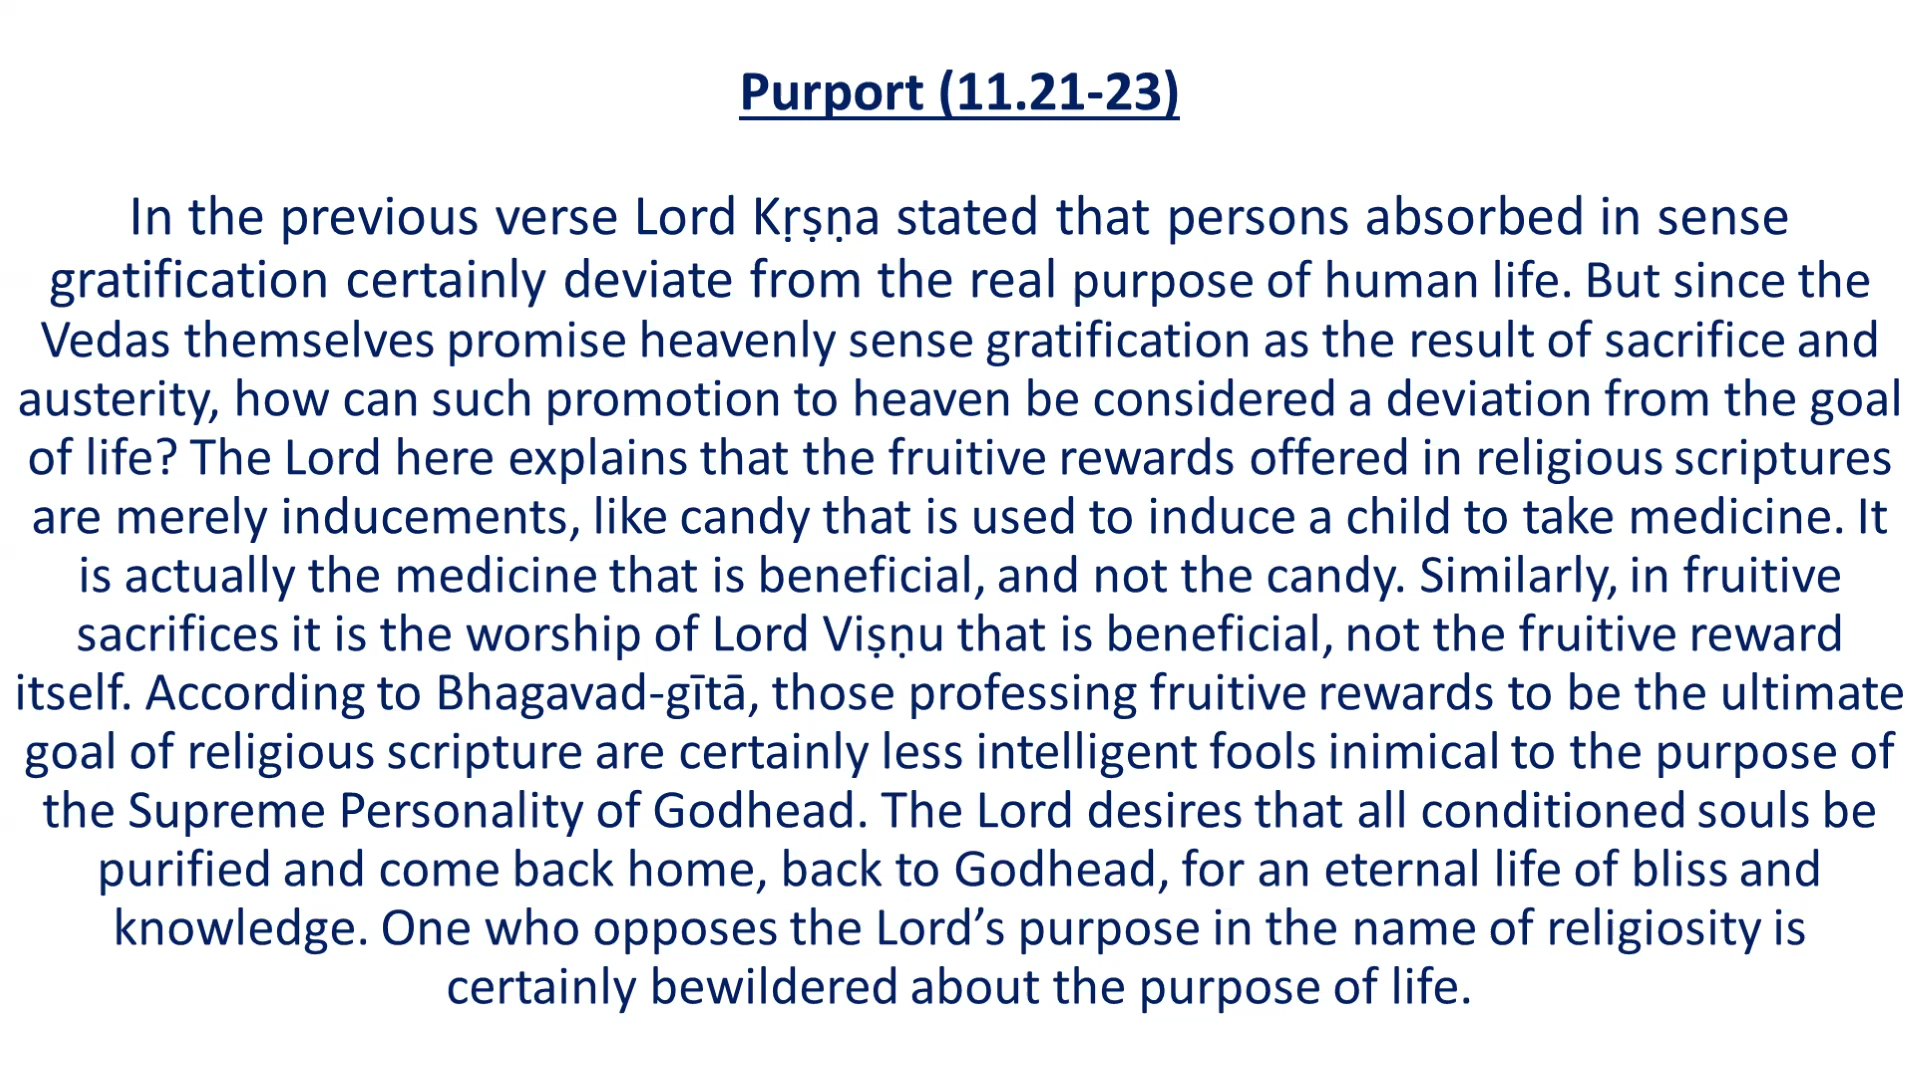 Purport (11.21-23)
In the previous verse Lord Kṛṣṇa stated that persons absorbed in sense
gratification certainly deviate from the real purpose of human life. But since the
Vedas themselves promise heavenly sense gratification as the result of sacrifice and
austerity, how can such promotion to heaven be considered a deviation from the goal
of life? The Lord here explains that the fruitive rewards offered in religious scriptures
are merely inducements, like candy that is used to induce a child to take medicine. It
is actually the medicine that is beneficial, and not the candy. Similarly, in fruitive
sacrifices it is the worship of Lord Viṣṇu that is beneficial, not the fruitive reward
itself. According to Bhagavad-gītā, those professing fruitive rewards to be the ultimate
goal of religious scripture are certainly less intelligent fools inimical to the purpose of
the Supreme Personality of Godhead. The Lord desires that all conditioned souls be
purified and come back home, back to Godhead, for an eternal life of bliss and
knowledge. One who opposes the Lord’s purpose in the name of religiosity is
certainly bewildered about the purpose of life.